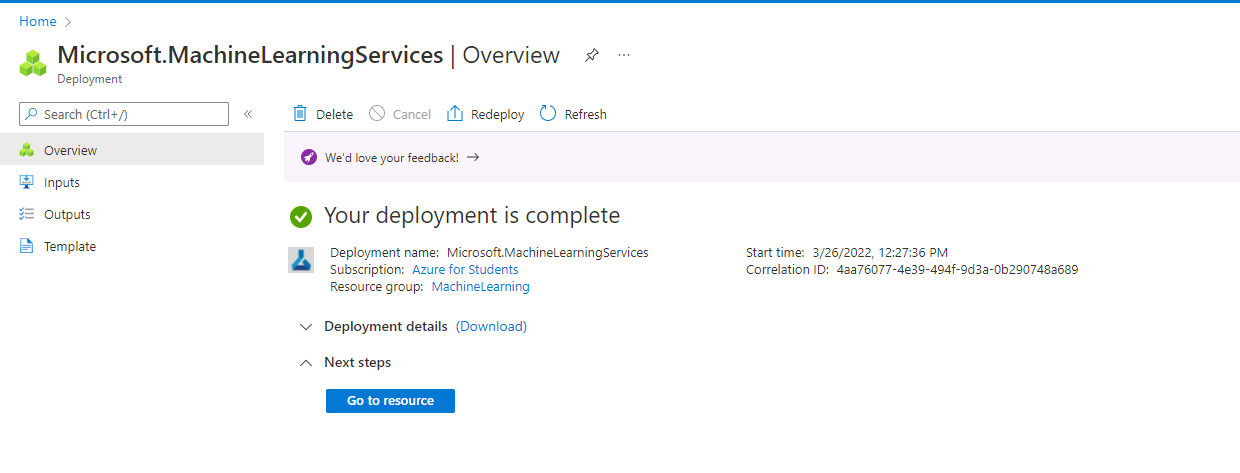 Home
Microsoft.MachineLearningServices | Overview
Deployment
Search (Ctrl+/)
Overview
Inputs
Outputs
Template
Delete Cancel Redeploy Refresh
We'd love your feedback!
Your deployment is complete
Deployment name: Microsoft.MachineLearningServices
Subscription: Azure for Students
Resource group: MachineLearning
Start time: 3/26/2022, 12:27:36 PM
Correlation ID: 4aa76077-4e39-494f-9d3a-0b290748a689
Deployment details (Download)
Next steps
Go to resource